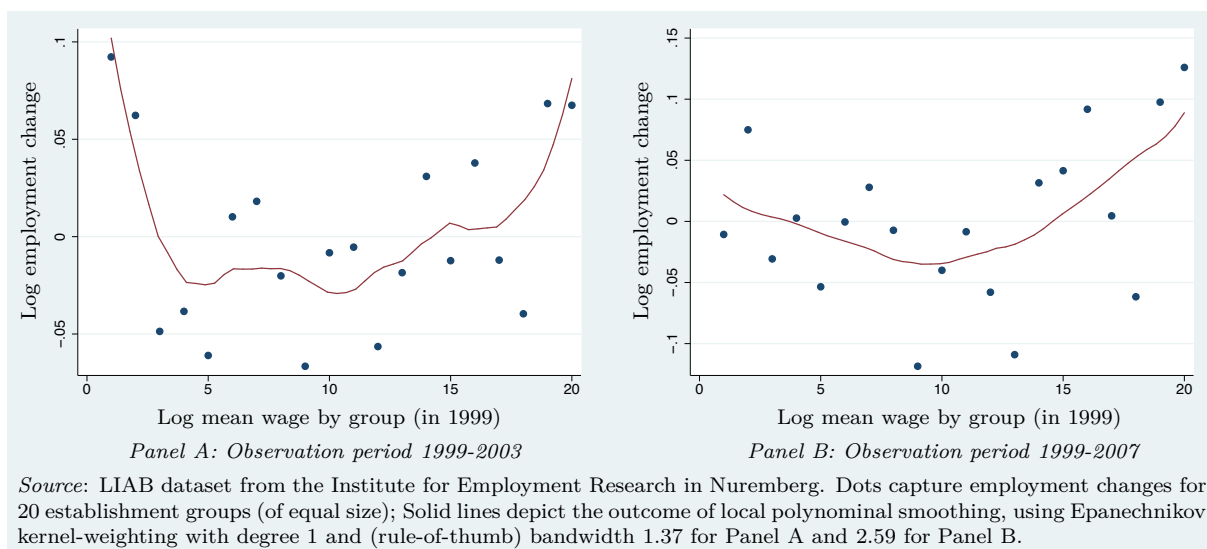 .1
.05
0
-.05
Log employment change
0 5 10 15 20
Log mean wage by group (in 1999)
Panel A: Observation period 1999-2003
.15
.1
.05
0
-.05
-.1
Log employment change
0 5 10 15 20
Log mean wage by group (in 1999)
Panel B: Observation period 1999-2007
Source: LIAB dataset from the Institute for Employment Research in Nuremberg. Dots capture employment changes for
20 establishment groups (of equal size); Solid lines depict the outcome of local polynominal smoothing, using Epanechnikov
kernel-weighting with degree 1 and (rule-of-thumb) bandwidth 1.37 for Panel A and 2.59 for Panel B.